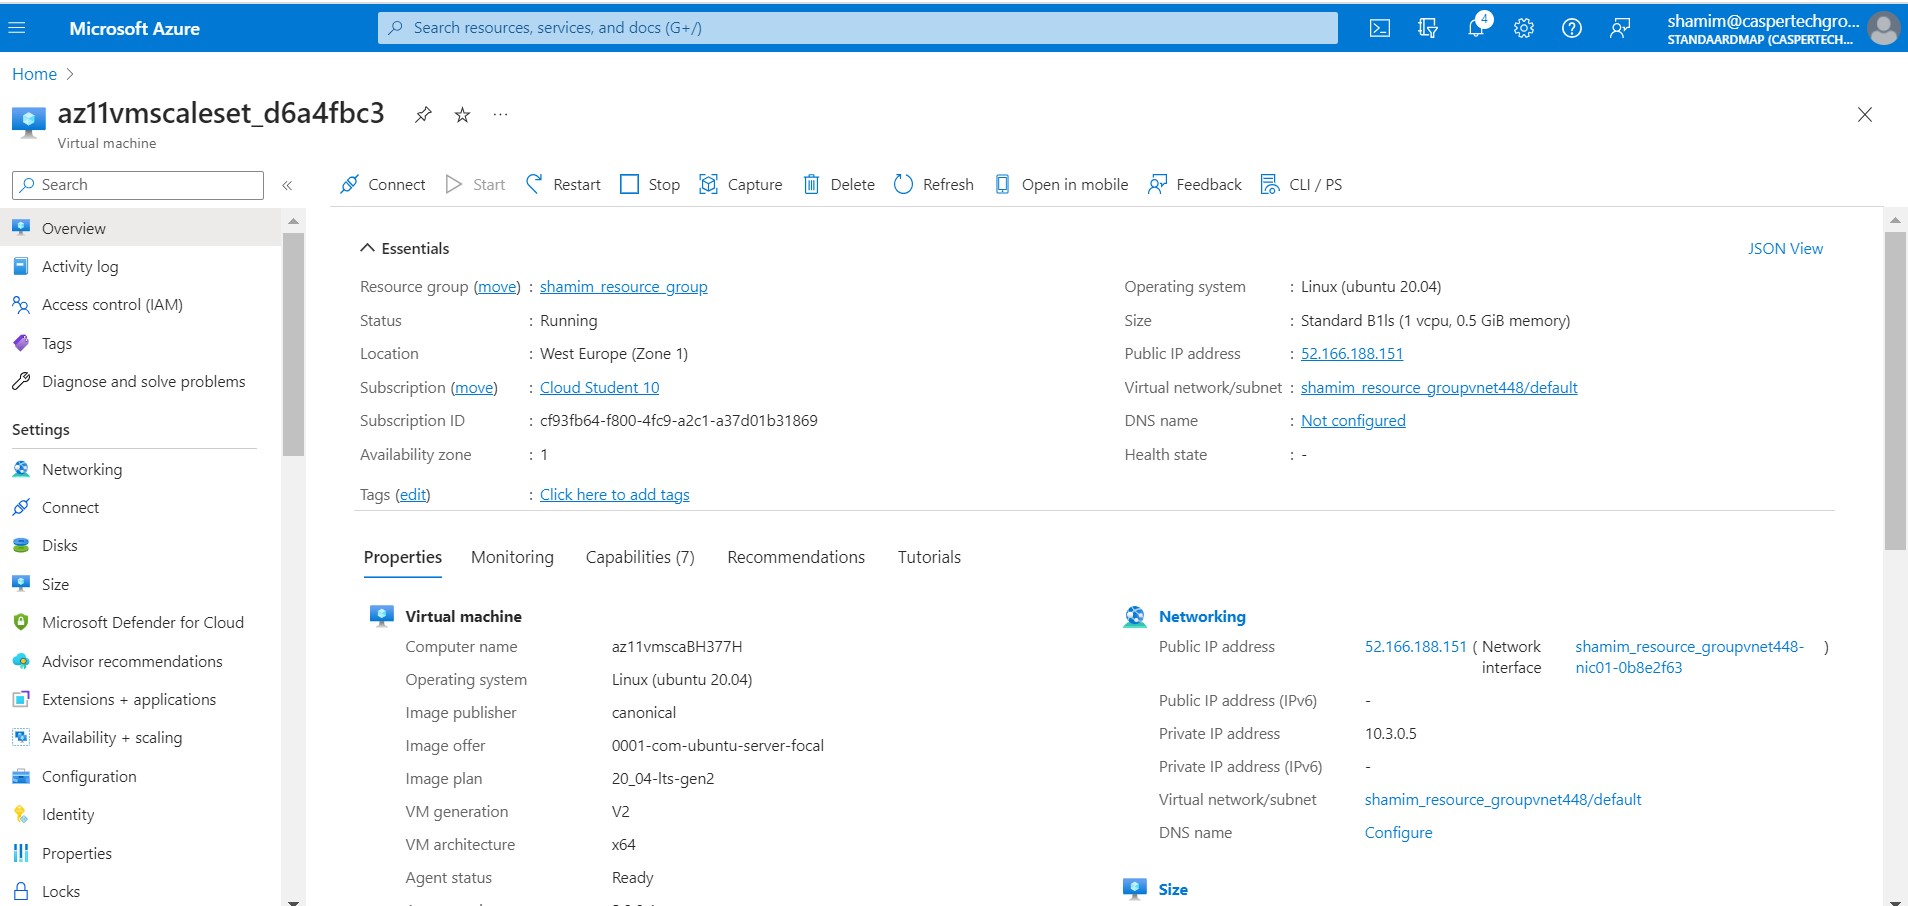 Microsoft Azure
Search resources, services, and docs (G+/)
4
shamim@caspertechgro...
STANDAARDMAP (CASPERTECH...
Home
az11vmscaleset_d6a4fbc3
Virtual machine
Search
Connect
Start
Restart
Stop
Capture
Delete
Refresh
Open in mobile
Feedback
CLI / PS
Overview
Activity log
Access control (IAM)
Tags
Diagnose and solve problems
Settings
Networking
Connect
Disks
Size
Microsoft Defender for Cloud
Advisor recommendations
Extensions + applications
Availability + scaling
Configuration
Identity
Properties
Locks
Essentials
JSON View
Resource group (move) : shamim_resource_group
Status : Running
Location : West Europe (Zone 1)
Subscription (move) : Cloud Student 10
Subscription ID : cf93fb64-f800-4fc9-a2c1-a37d01b31869
Availability zone : 1
Tags (edit) : Click here to add tags
Operating system : Linux (ubuntu 20.04)
Size : Standard B1ls (1 vcpu, 0.5 GiB memory)
Public IP address : 52.166.188.151
Virtual network/subnet : shamim_resource_groupvnet448/default
DNS name : Not configured
Health state : -
Properties
Monitoring
Capabilities (7)
Recommendations
Tutorials
Virtual machine
Computer name az11vmscaBH377H
Operating system Linux (ubuntu 20.04)
Image publisher canonical
Image offer 0001-com-ubuntu-server-focal
Image plan 20_04-lts-gen2
VM generation V2
VM architecture x64
Agent status Ready
Networking
Public IP address 52.166.188.151 ( Network shamim_resource_groupvnet448- )
interface nic01-0b8e2f63
Public IP address (IPv6) -
Private IP address 10.3.0.5
Private IP address (IPv6) -
Virtual network/subnet shamim_resource_groupvnet448/default
DNS name Configure
Size